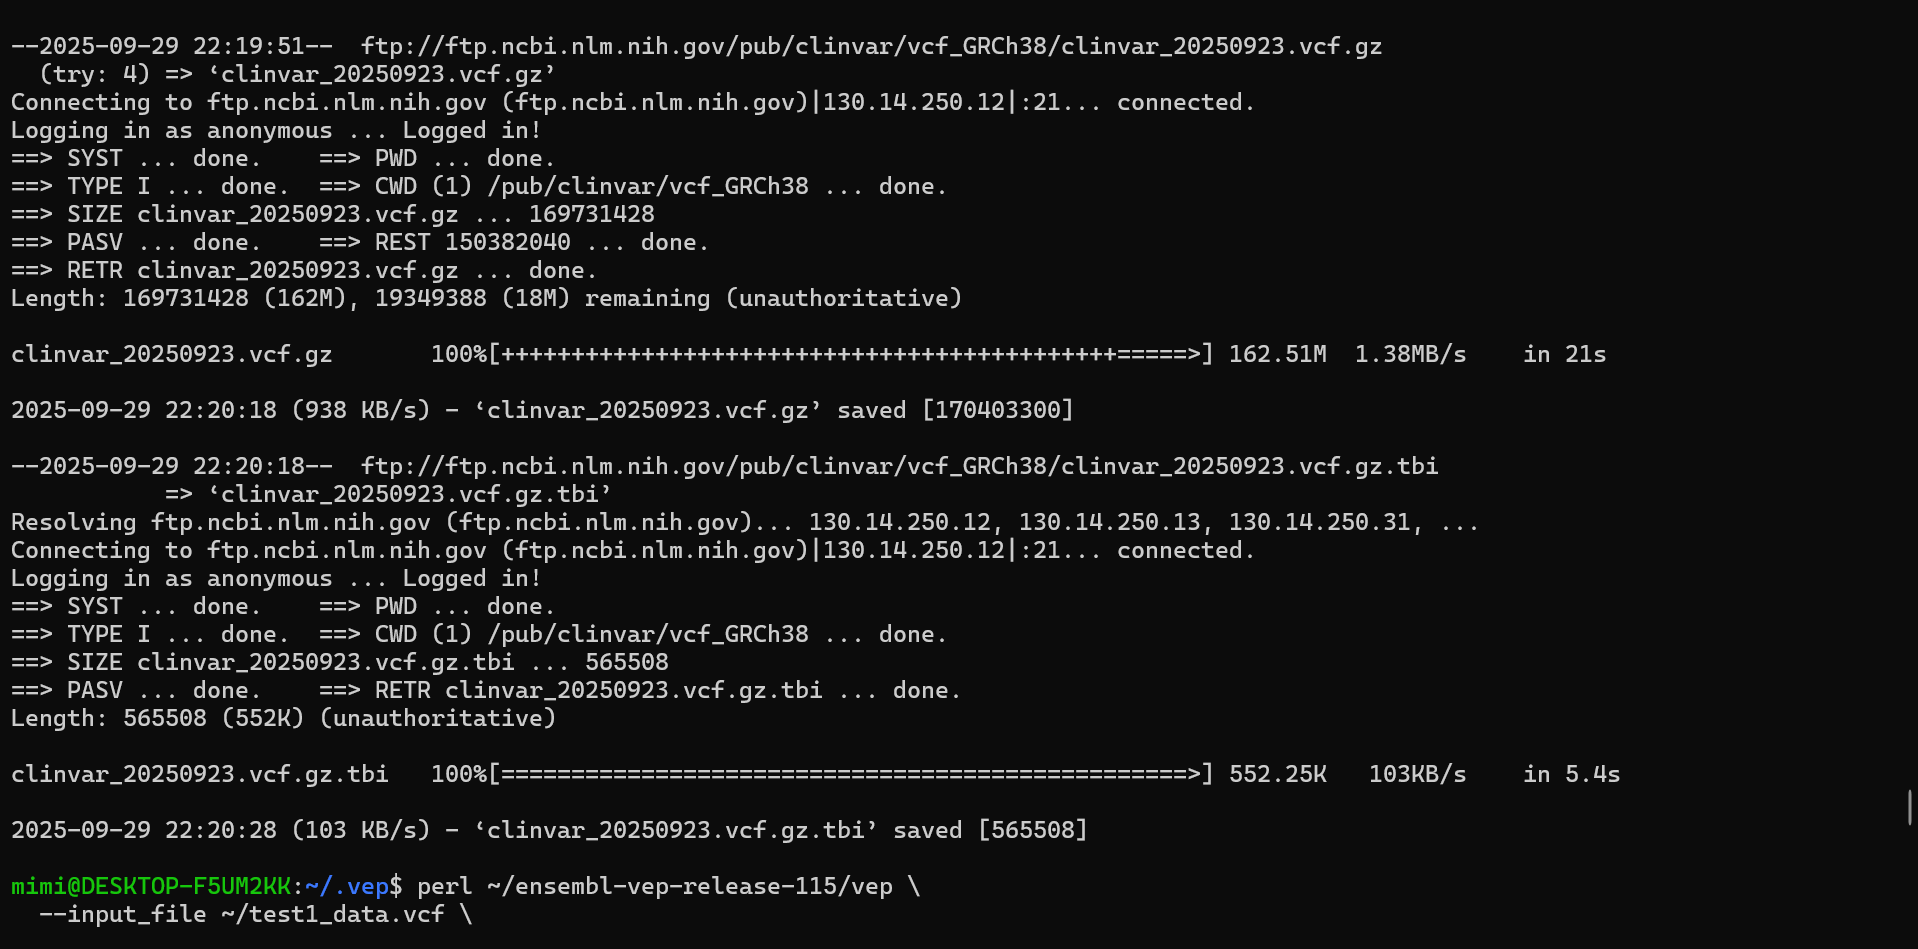 --2025-09-29 22:19:51--  ftp://ftp.ncbi.nlm.nih.gov/pub/clinvar/vcf_GRCh38/clinvar_20250923.vcf.gz
  (try: 4) => ‘clinvar_20250923.vcf.gz’
Connecting to ftp.ncbi.nlm.nih.gov (ftp.ncbi.nlm.nih.gov)|130.14.250.12|:21... connected.
Logging in as anonymous ... Logged in!
==> SYST ... done.    ==> PWD ... done.
==> TYPE I ... done.  ==> CWD (1) /pub/clinvar/vcf_GRCh38 ... done.
==> SIZE clinvar_20250923.vcf.gz ... 169731428
==> PASV ... done.    ==> REST 150382040 ... done.
==> RETR clinvar_20250923.vcf.gz ... done.
Length: 169731428 (162M), 19349388 (18M) remaining (unauthoritative)
clinvar_20250923.vcf.gz       100%[++++++++++++++++++++++++++++++++++++++++++++=====>] 162.51M  1.38MB/s    in 21s
2025-09-29 22:20:18 (938 KB/s) - ‘clinvar_20250923.vcf.gz’ saved [170403300]
--2025-09-29 22:20:18--  ftp://ftp.ncbi.nlm.nih.gov/pub/clinvar/vcf_GRCh38/clinvar_20250923.vcf.gz.tbi
           => ‘clinvar_20250923.vcf.gz.tbi’
Resolving ftp.ncbi.nlm.nih.gov (ftp.ncbi.nlm.nih.gov)... 130.14.250.12, 130.14.250.13, 130.14.250.31, ...
Connecting to ftp.ncbi.nlm.nih.gov (ftp.ncbi.nlm.nih.gov)|130.14.250.12|:21... connected.
Logging in as anonymous ... Logged in!
==> SYST ... done.    ==> PWD ... done.
==> TYPE I ... done.  ==> CWD (1) /pub/clinvar/vcf_GRCh38 ... done.
==> SIZE clinvar_20250923.vcf.gz.tbi ... 565508
==> PASV ... done.    ==> RETR clinvar_20250923.vcf.gz.tbi ... done.
Length: 565508 (552K) (unauthoritative)
clinvar_20250923.vcf.gz.tbi   100%[=================================================>] 552.25K   103KB/s    in 5.4s
2025-09-29 22:20:28 (103 KB/s) - ‘clinvar_20250923.vcf.gz.tbi’ saved [565508]
mimi@DESKTOP-F5UM2KK:~/.vep$ perl ~/ensembl-vep-release-115/vep \
  --input_file ~/test1_data.vcf \